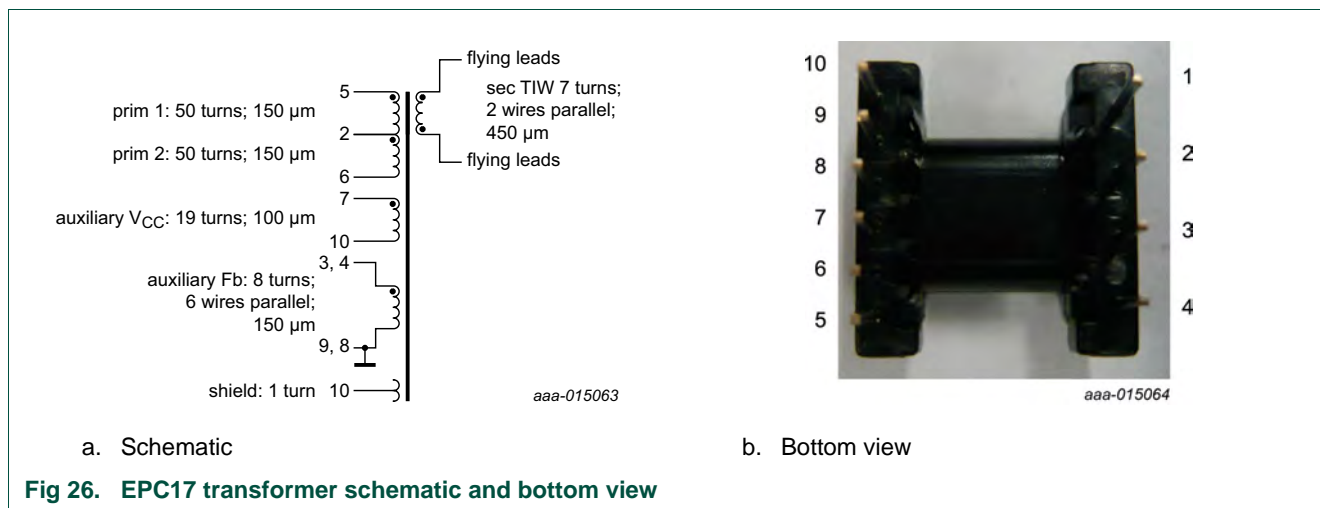 flying leads
5
sec TIW 7 turns;
2 wires parallel;
450 µm
prim 1: 50 turns; 150 µm
2
prim 2: 50 turns; 150 µm
flying leads
6
7
auxiliary VCC: 19 turns; 100 µm
10
3, 4
auxiliary Fb: 8 turns;
6 wires parallel;
150 µm
9, 8
shield: 1 turn 10
aaa-015063
10
9
8
7
6
5
1
2
3
4
aaa-015064
a. Schematic
b. Bottom view
Fig 26. EPC17 transformer schematic and bottom view